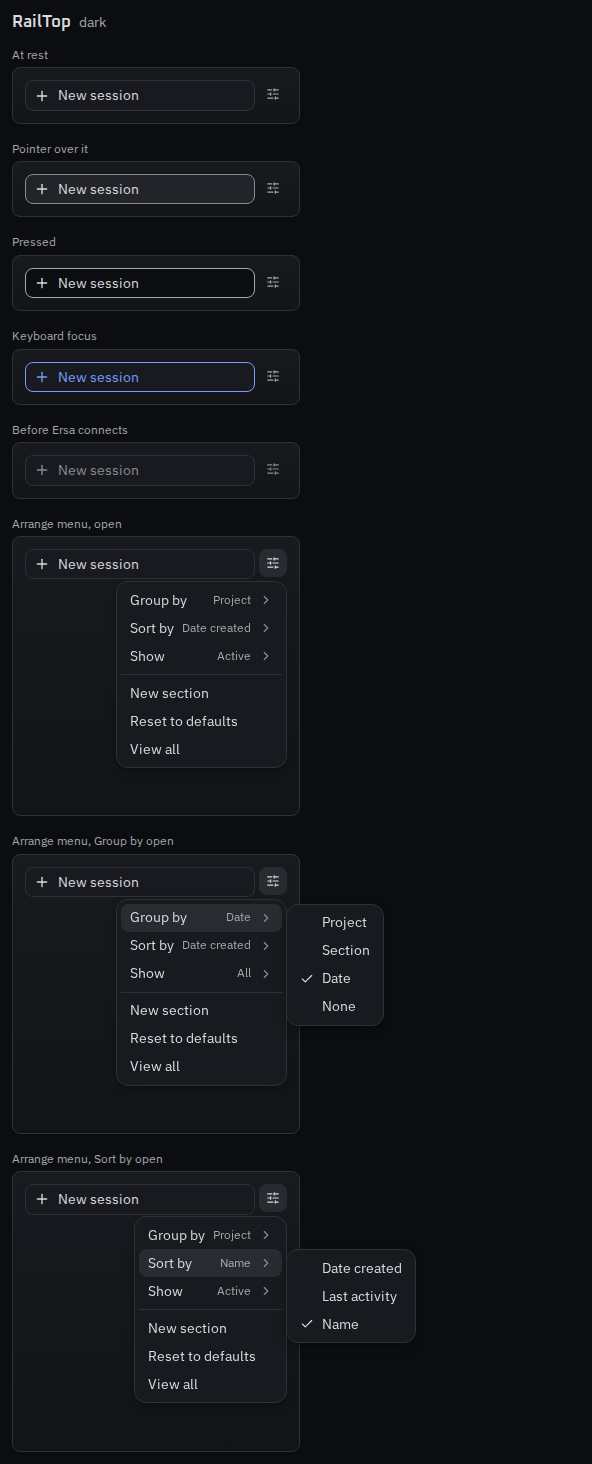 RailTop dark
At rest
New session
Pointer over it
New session
Pressed
New session
Keyboard focus
New session
Before Ersa connects
New session
Arrange menu, open
New session
Group by Project
Sort by Date created
Show Active
New section
Reset to defaults
View all
Arrange menu, Group by open
New session
Group by Date
Sort by Date created
Show All
New section
Reset to defaults
View all
Project
Section
Date
None
Arrange menu, Sort by open
New session
Group by Project
Sort by Name
Show Active
New section
Reset to defaults
View all
Date created
Last activity
Name